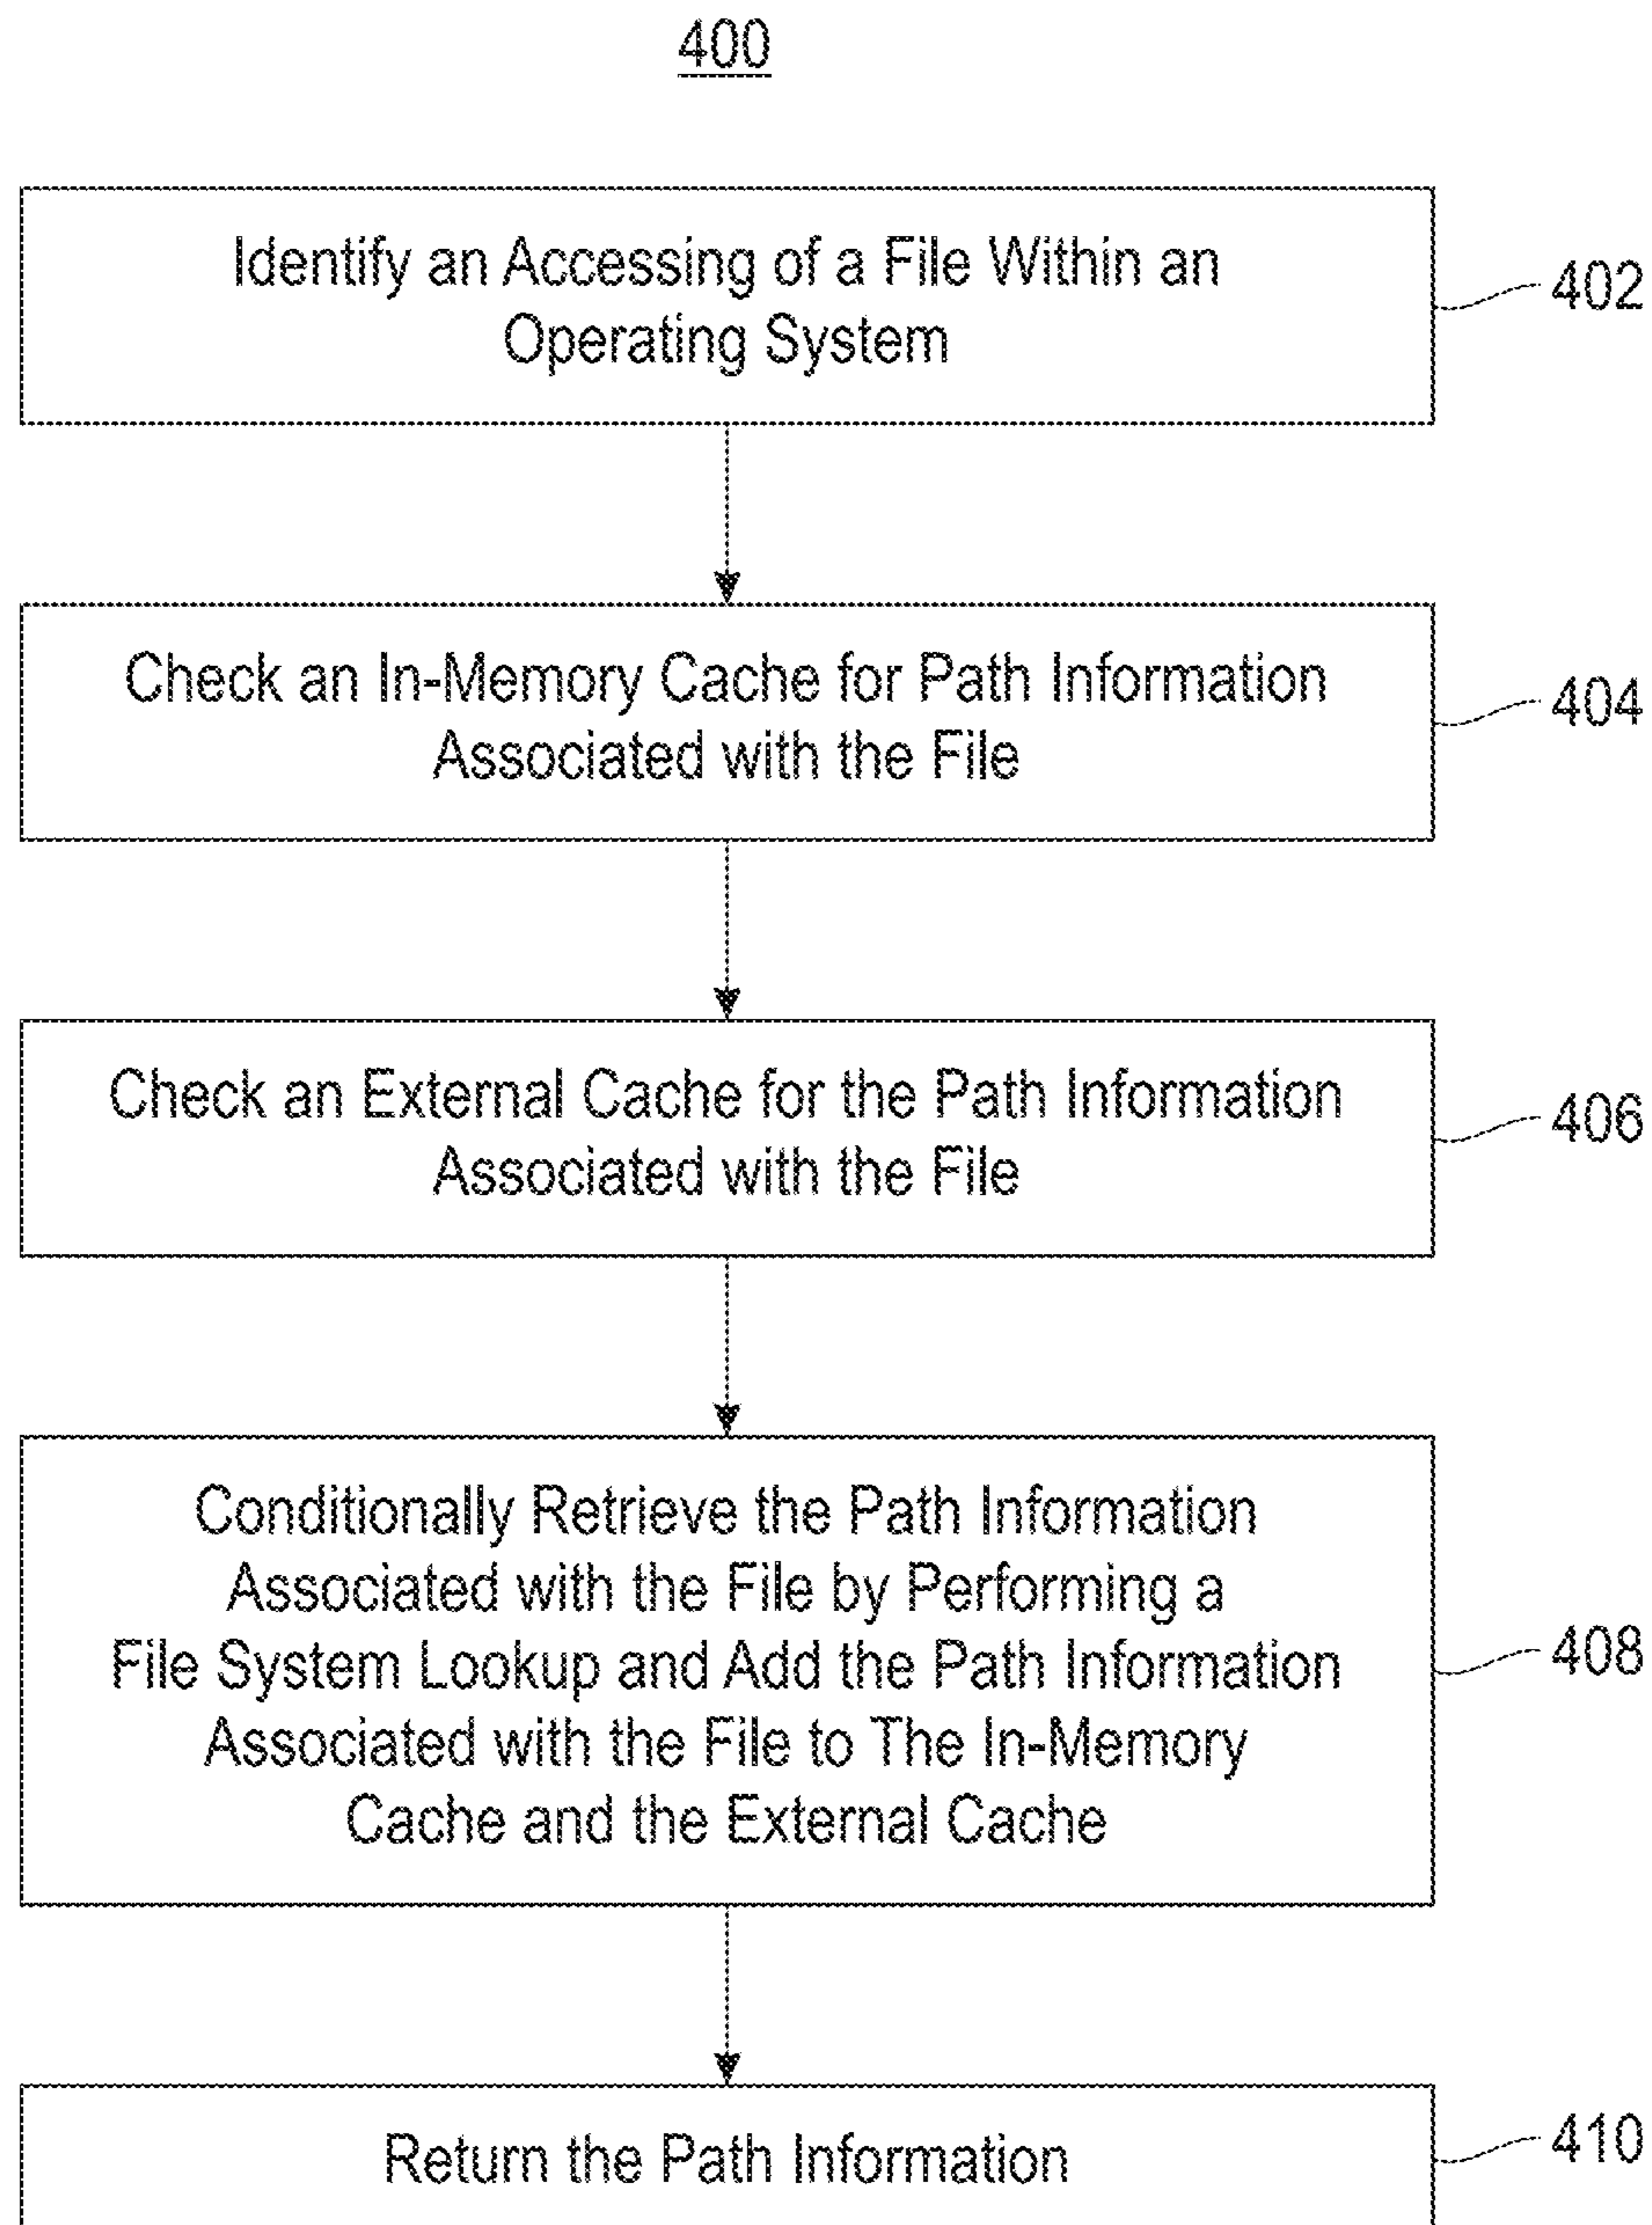 400
Identify an Accessing of a File Within an
Operating System
402
Check an In-Memory Cache for Path Information
Associated with the File
404
Check an External Cache for the Path Information
Associated with the File
406
Conditionally Retrieve the Path Information
Associated with the File by Performing a
File System Lookup and Add the Path Information
Associated with the File to The In-Memory
Cache and the External Cache
408
Return the Path Information
410